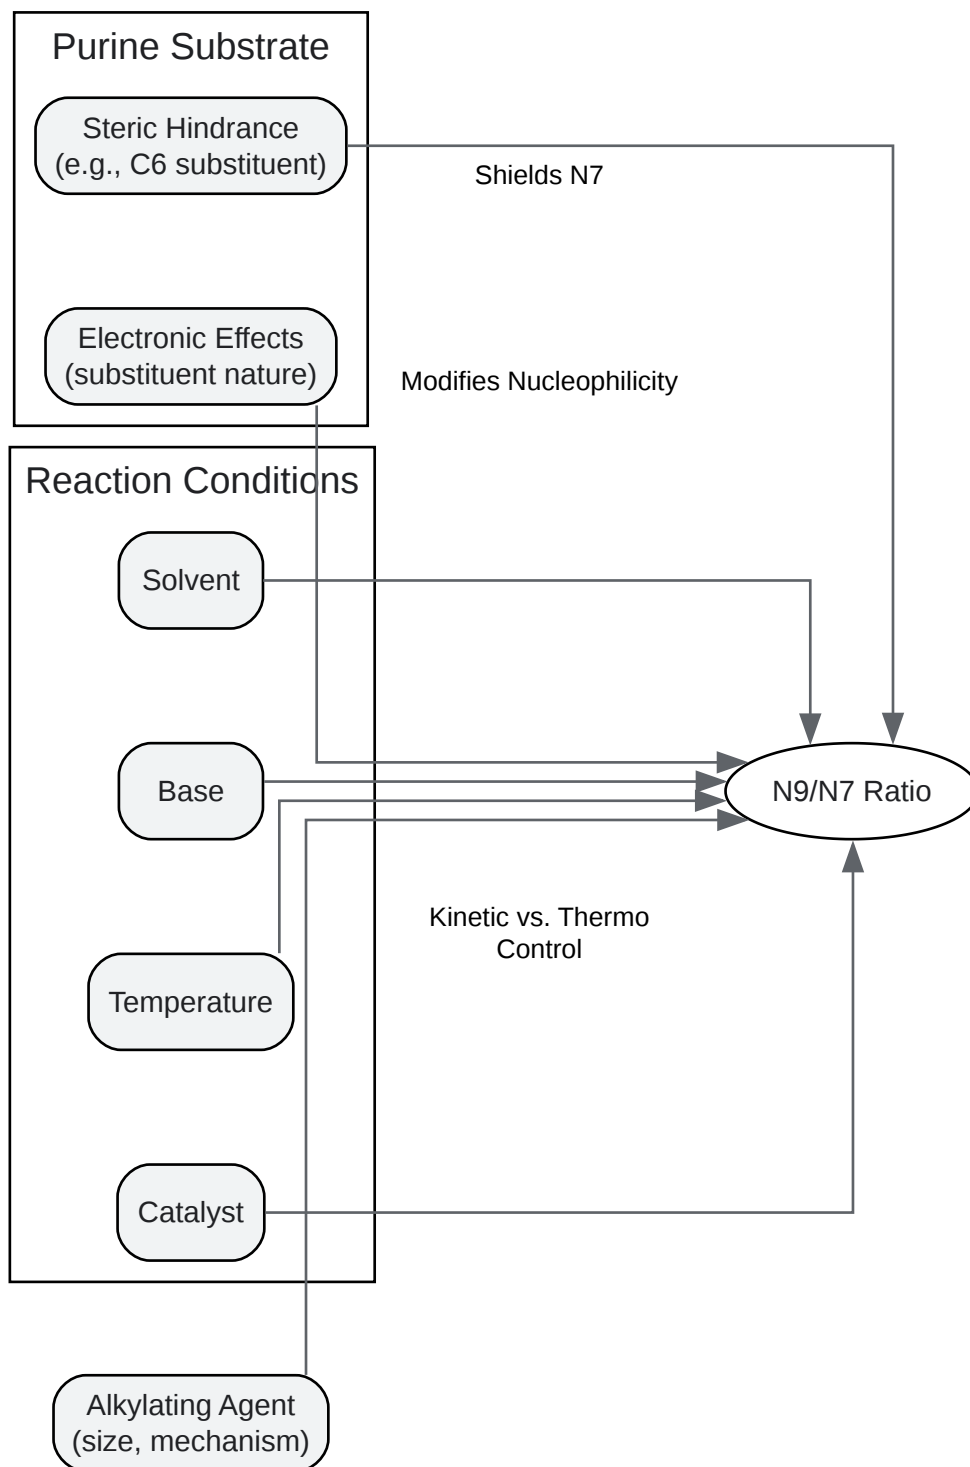 Purine Substrate
Steric Hindrance
(e.g., C6 substituent)
Shields N7
Electronic Effects
(substituent nature)
Modifies Nucleophilicity
Reaction Conditions
Solvent
Base
N9/N7 Ratio
Kinetic vs. Thermo
Control
Temperature
Catalyst
Alkylating Agent
(size, mechanism)